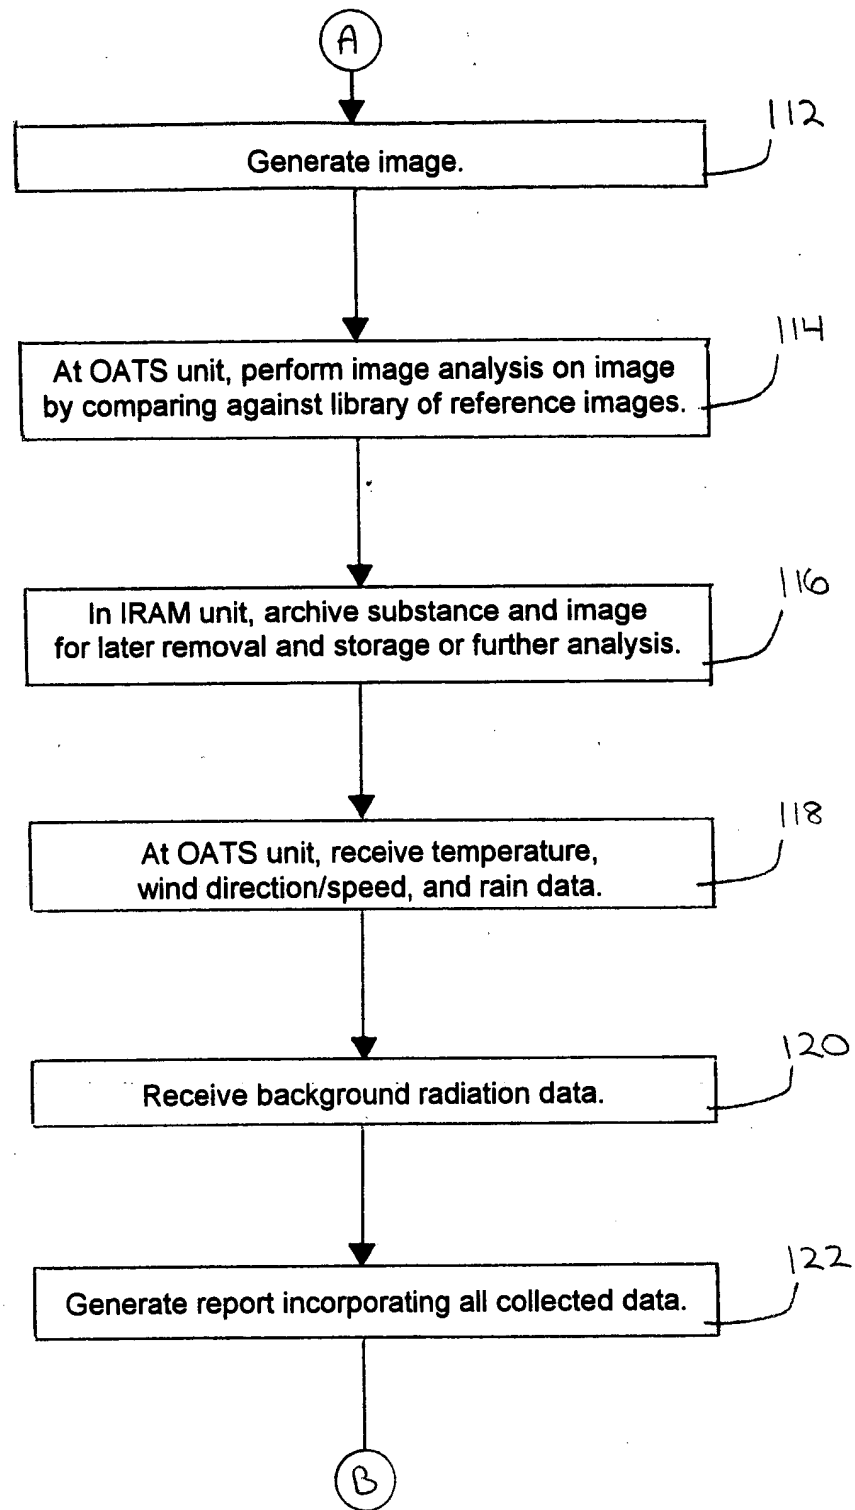 A
112
Generate image.
114
At OATS unit, perform image analysis on image
by comparing against library of reference images.
116
In IRAM unit, archive substance and image
for later removal and storage or further analysis.
118
At OATS unit, receive temperature,
wind direction/speed, and rain data.
120
Receive background radiation data.
122
Generate report incorporating all collected data.
B